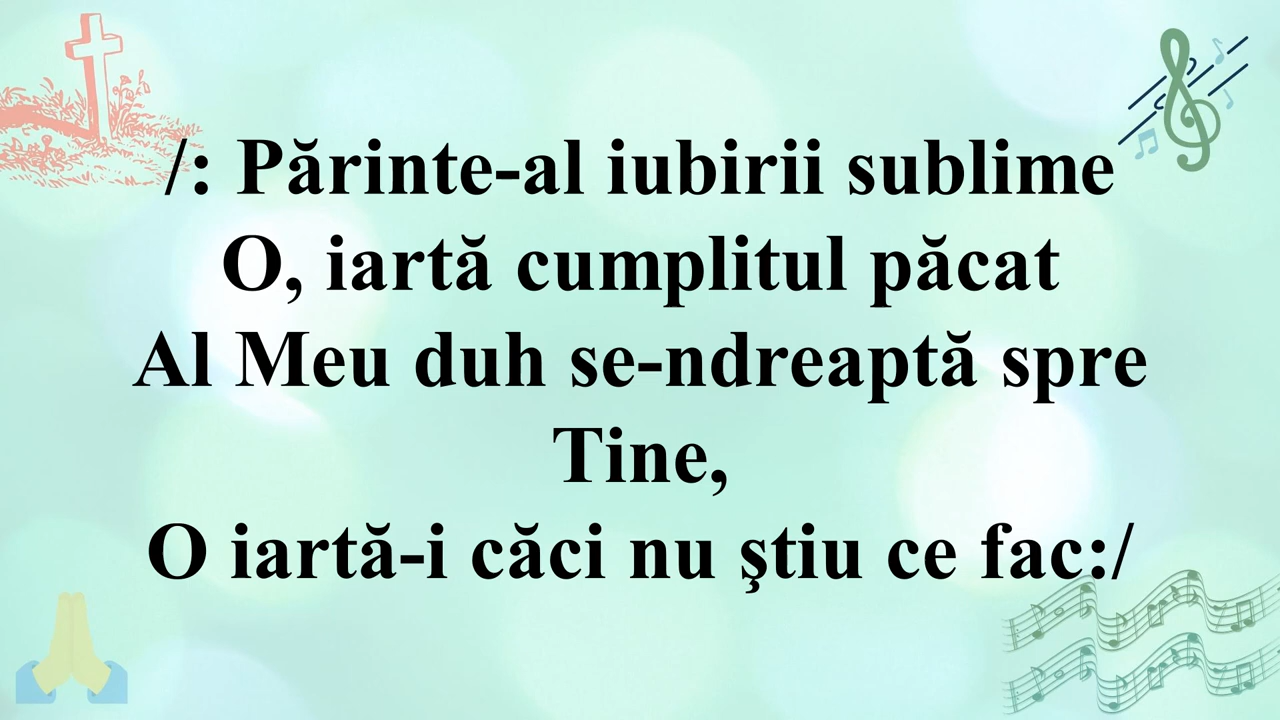 /: Părinte-al iubirii sublime
O, iartă cumplitul păcat
Al Meu duh se-ndreaptă spre
Tine,
O iartă-i căci nu ştiu ce fac:/